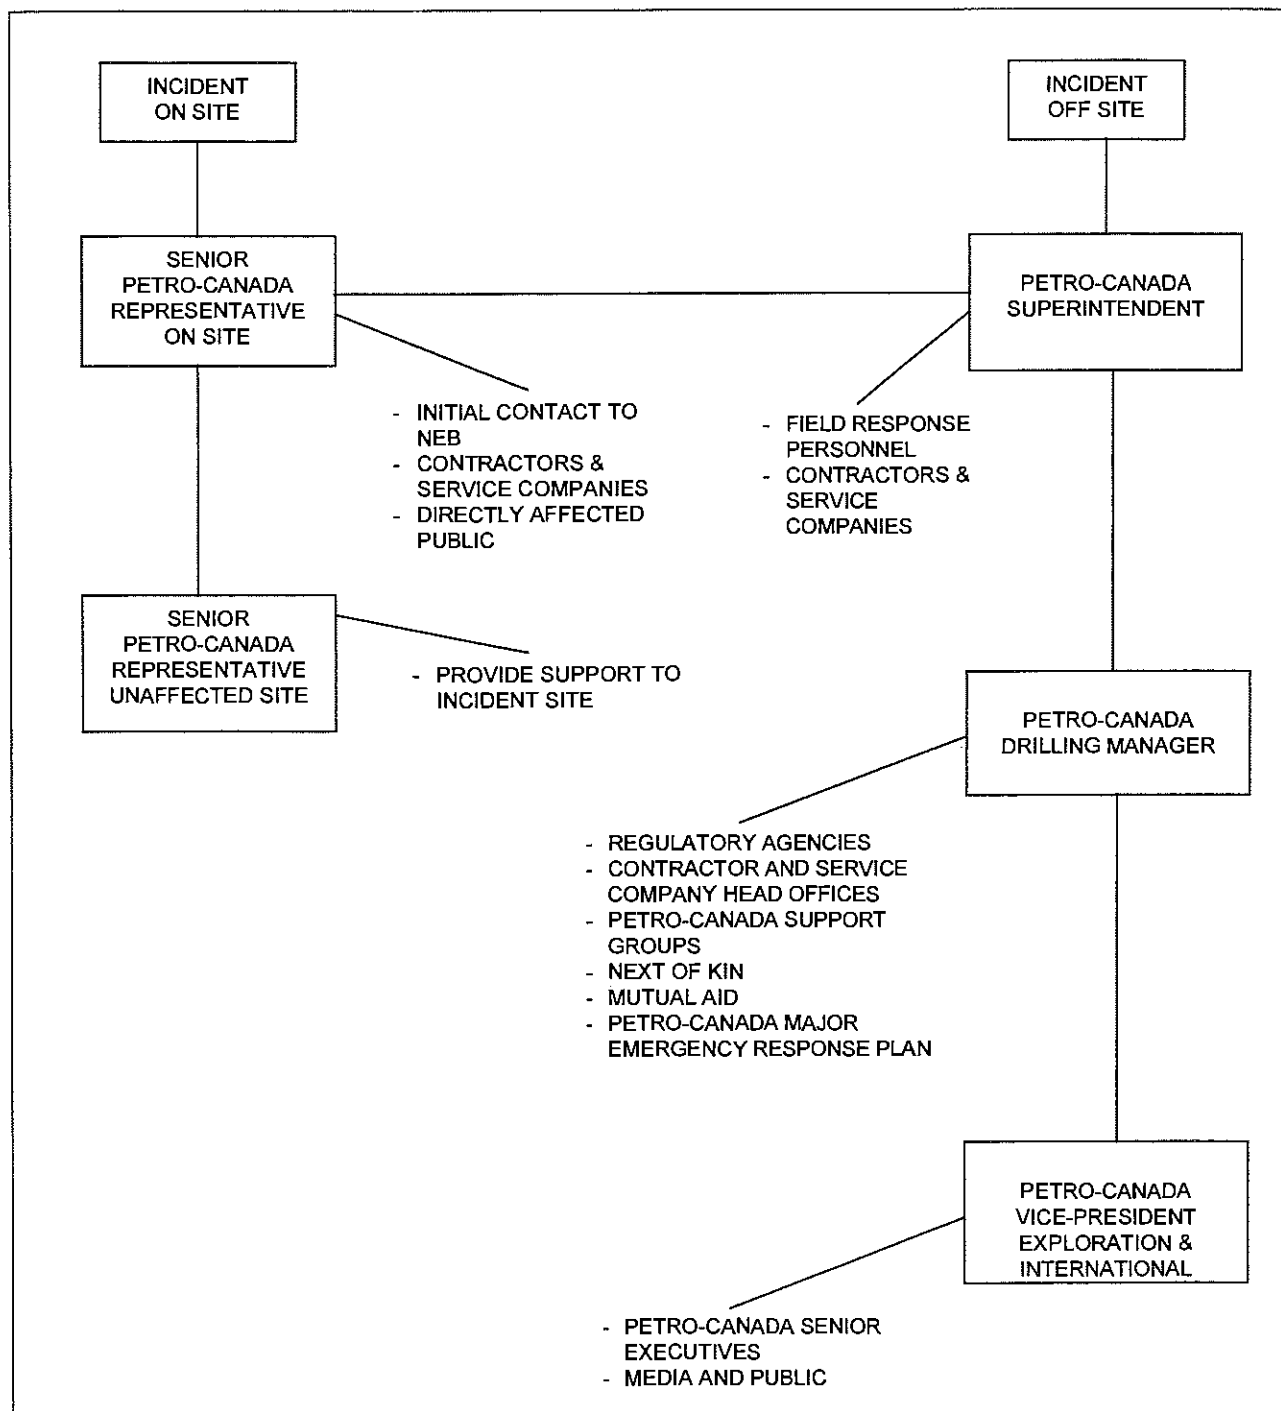 INCIDENT
ON SITE
INCIDENT
OFF SITE
SENIOR
PETRO-CANADA
REPRESENTATIVE
ON SITE
PETRO-CANADA
SUPERINTENDENT
- INITIAL CONTACT TO
NEB
- CONTRACTORS &
SERVICE COMPANIES
- DIRECTLY AFFECTED
PUBLIC
- FIELD RESPONSE
PERSONNEL
- CONTRACTORS &
SERVICE
COMPANIES
SENIOR
PETRO-CANADA
REPRESENTATIVE
UNAFFECTED SITE
- PROVIDE SUPPORT TO
INCIDENT SITE
PETRO-CANADA
DRILLING MANAGER
- REGULATORY AGENCIES
- CONTRACTOR AND SERVICE
COMPANY HEAD OFFICES
- PETRO-CANADA SUPPORT
GROUPS
- NEXT OF KIN
- MUTUAL AID
- PETRO-CANADA MAJOR
EMERGENCY RESPONSE PLAN
PETRO-CANADA
VICE-PRESIDENT
EXPLORATION &
INTERNATIONAL
- PETRO-CANADA SENIOR
EXECUTIVES
- MEDIA AND PUBLIC